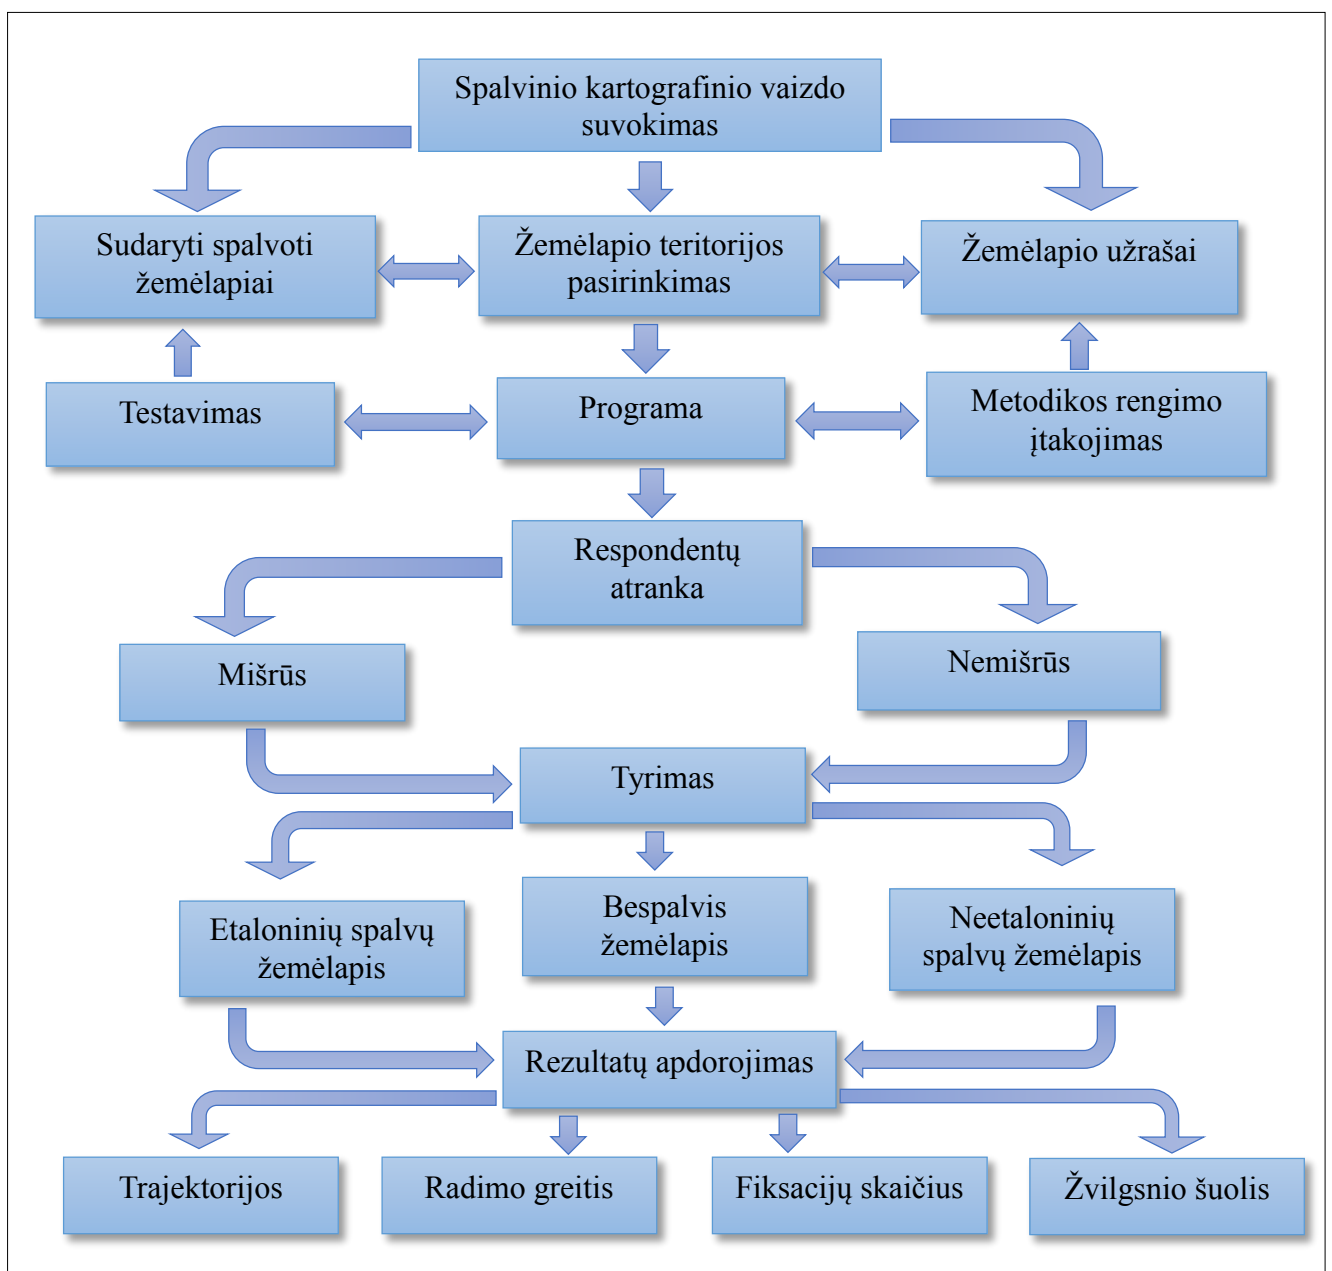 Spalvinio kartografinio vaizdo
suvokimas
Sudaryti spalvoti
žemėlapiai
Žemėlapio teritorijos
pasirinkimas
Žemėlapio užrašai
Testavimas
Programa
Metodikos rengimo
įtakojimas
Respondentų
atranka
Mišrūs
Nemišrūs
Tyrimas
Etaloninių spalvų
žemėlapis
Bespalvis
žemėlapis
Neetaloninių
spalvų žemėlapis
Rezultatų apdorojimas
Trajektorijos
Radimo greitis
Fiksacijų skaičius
Žvilgsnio šuolis